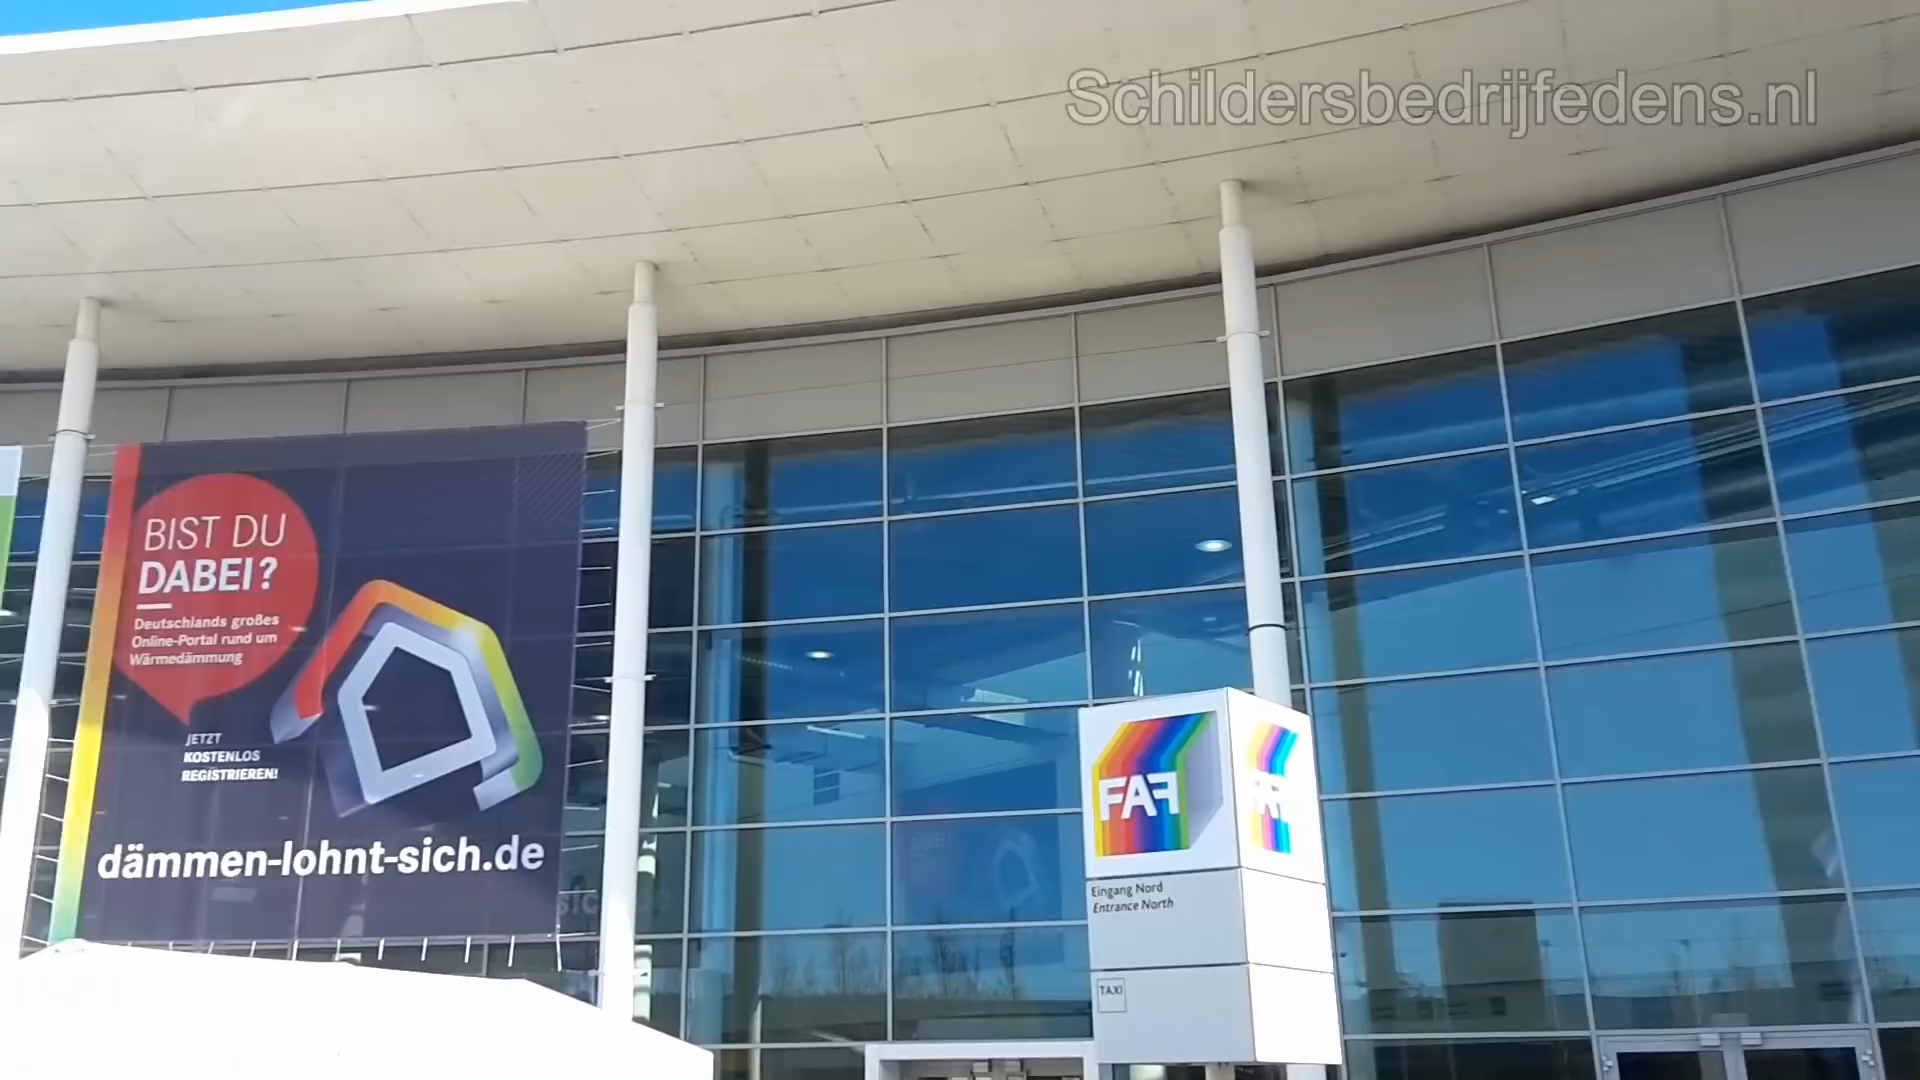 Schildersbedrijfedens.nl
BIST DU
DABEI?
Deutschlands großes
Online-Portal rund um
Wärmedämmung
JETZT
KOSTENLOS
REGISTRIEREN!
dämmen-lohnt-sich.de
FAF
FAF
Eingang Nord
Entrance North
TAXI